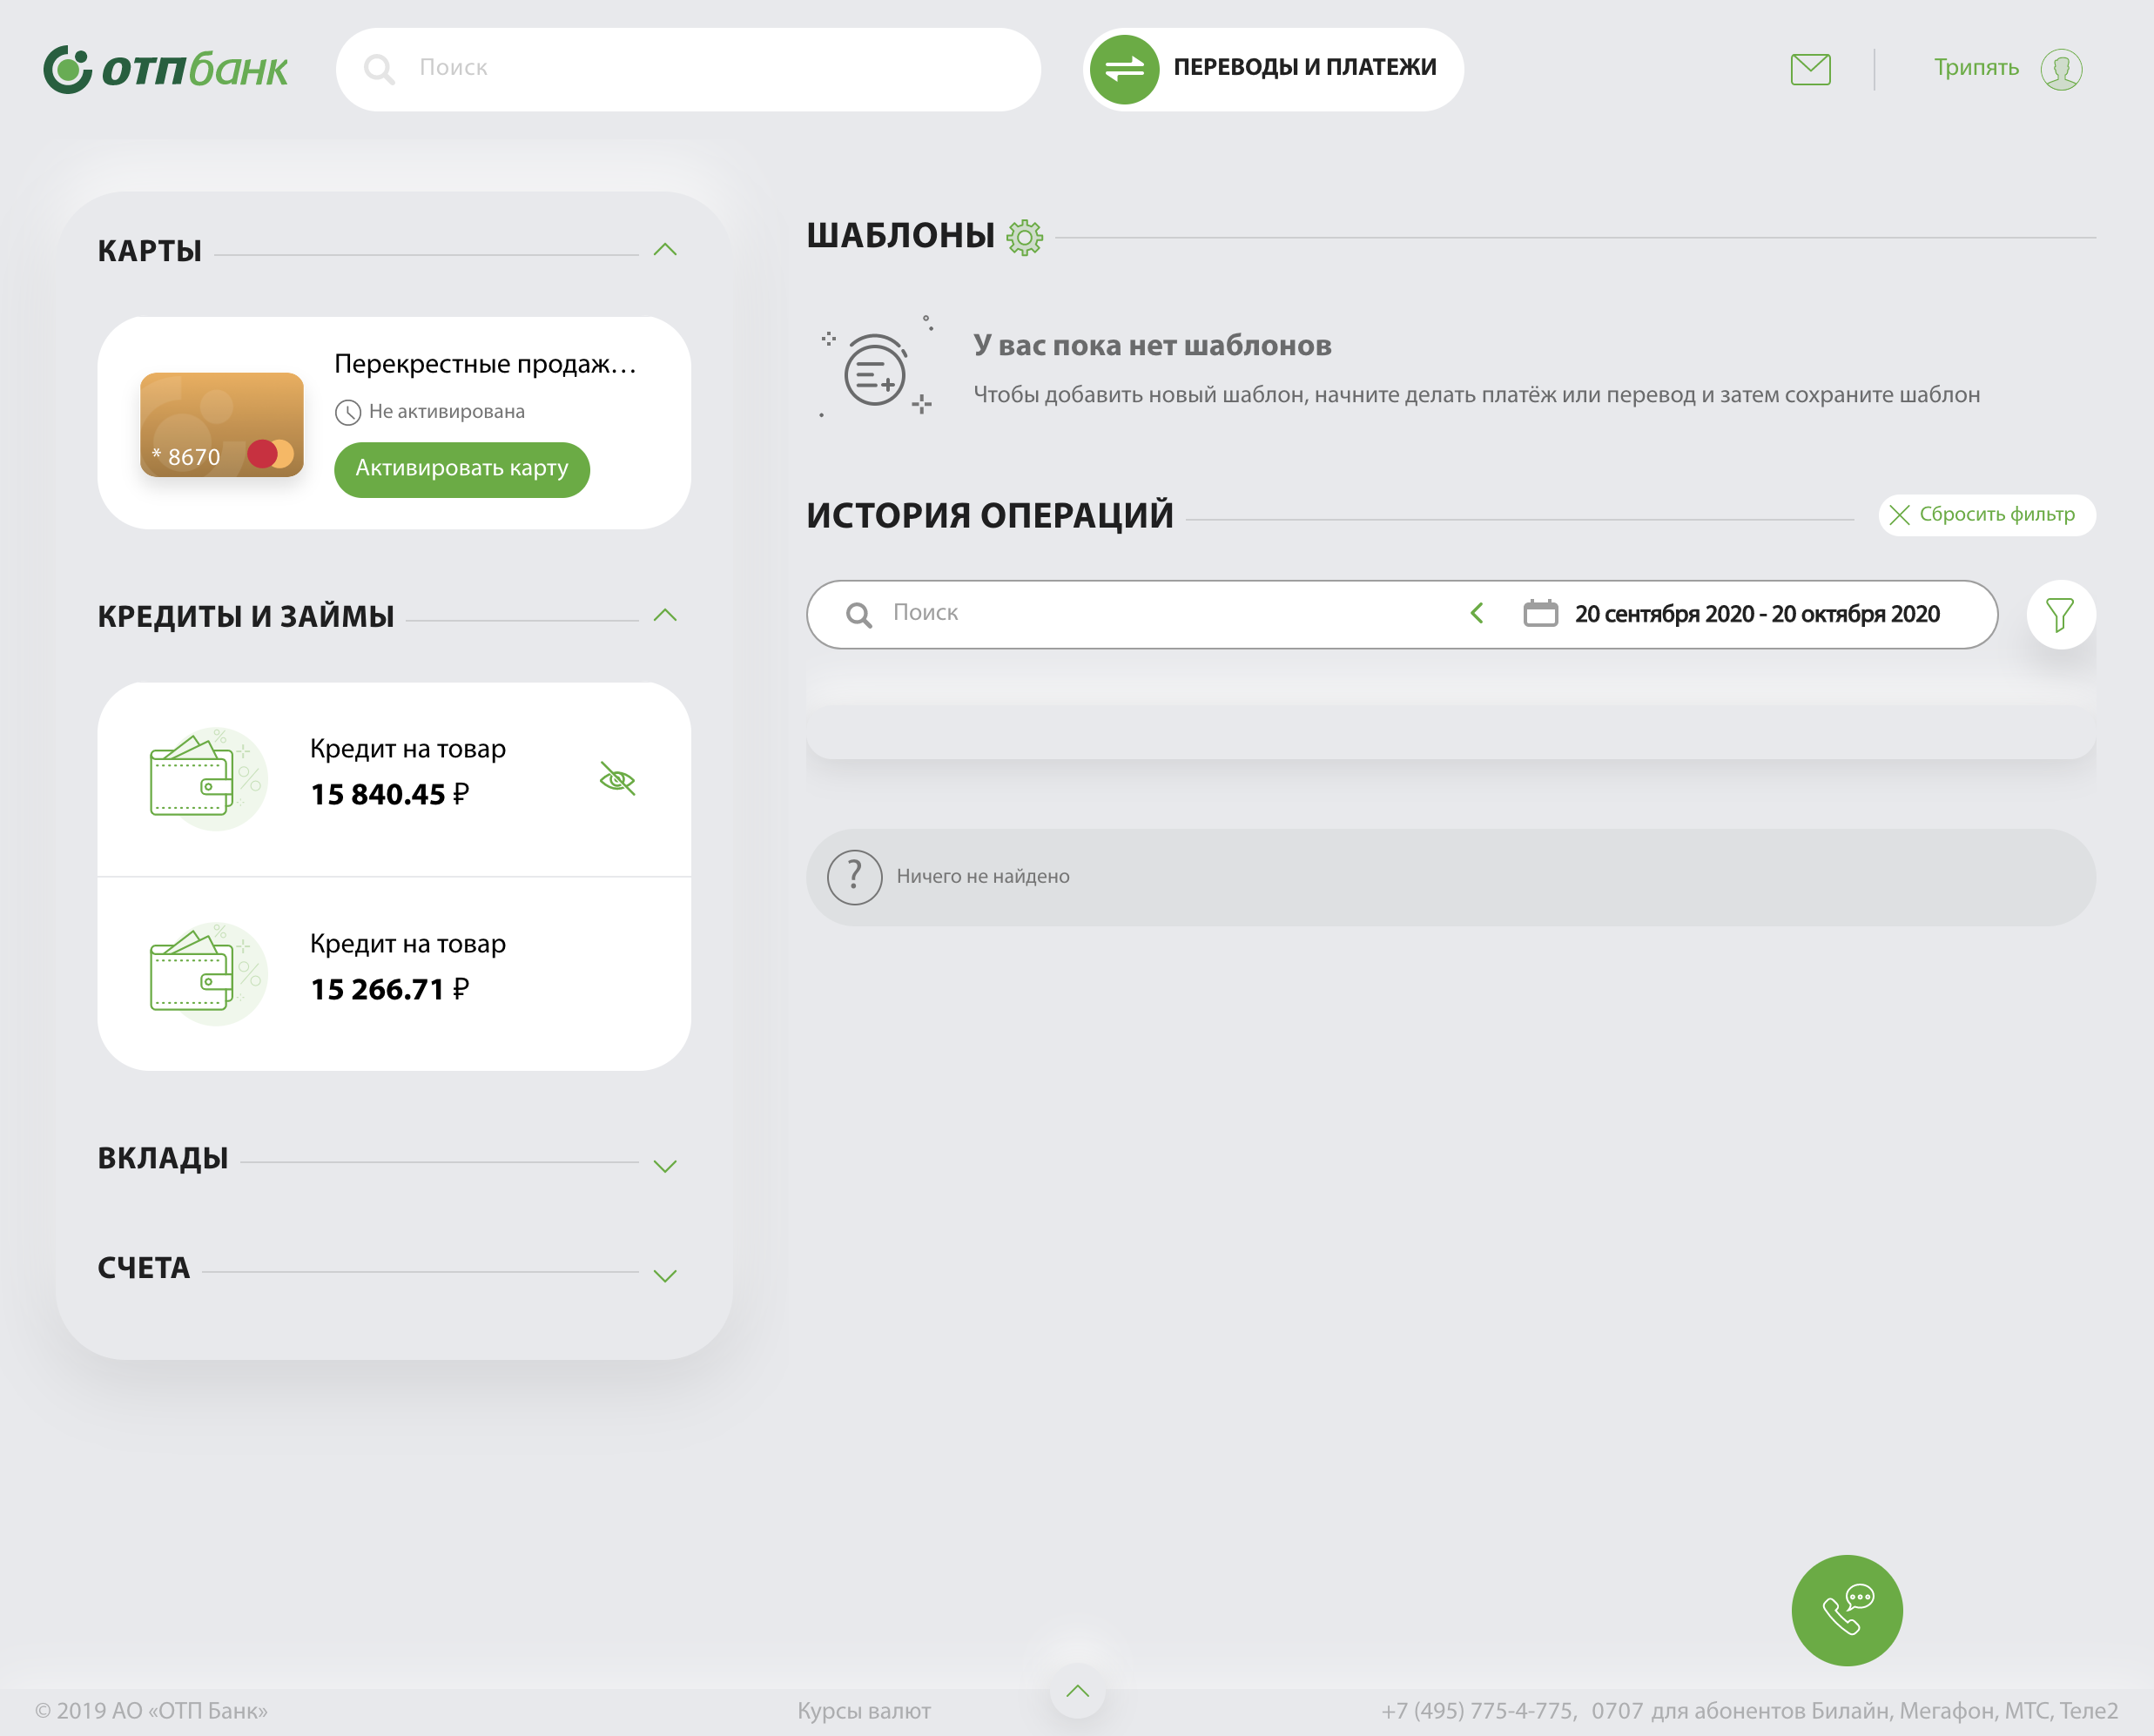 ОТПбанк
Поиск
ПЕРЕВОДЫ И ПЛАТЕЖИ
Трипять
КАРТЫ
Перекрестные продаж…
Не активирована
* 8670
Активировать карту
КРЕДИТЫ И ЗАЙМЫ
Кредит на товар
15 840.45 ₽
Кредит на товар
15 266.71 ₽
ВКЛАДЫ
СЧЕТА
ШАБЛОНЫ
У вас пока нет шаблонов
Чтобы добавить новый шаблон, начните делать платёж или перевод и затем сохраните шаблон
ИСТОРИЯ ОПЕРАЦИЙ
Сбросить фильтр
Поиск
20 сентября 2020 - 20 октября 2020
? Ничего не найдено
© 2019 АО «ОТП Банк»
Курсы валют
+7 (495) 775-4-775, 0707 для абонентов Билайн, Мегафон, МТС, Теле2